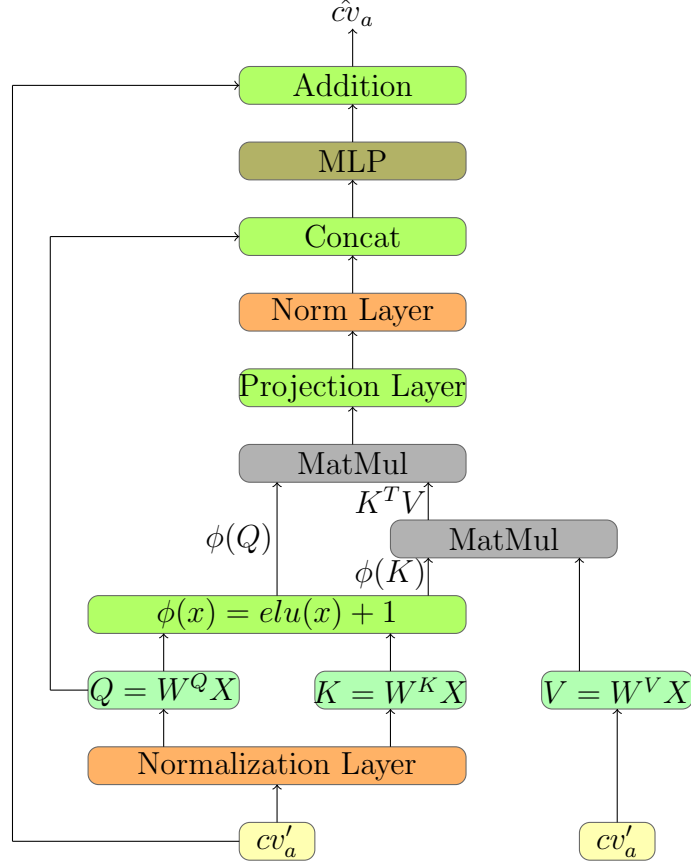 ĉv_a
Addition
MLP
Concat
Norm Layer
Projection Layer
MatMul
K^T V
ϕ(Q)
MatMul
ϕ(K)
ϕ(x) = elu(x) + 1
Q = W^Q X K = W^K X V = W^V X
Normalization Layer
cv′_a cv′_a